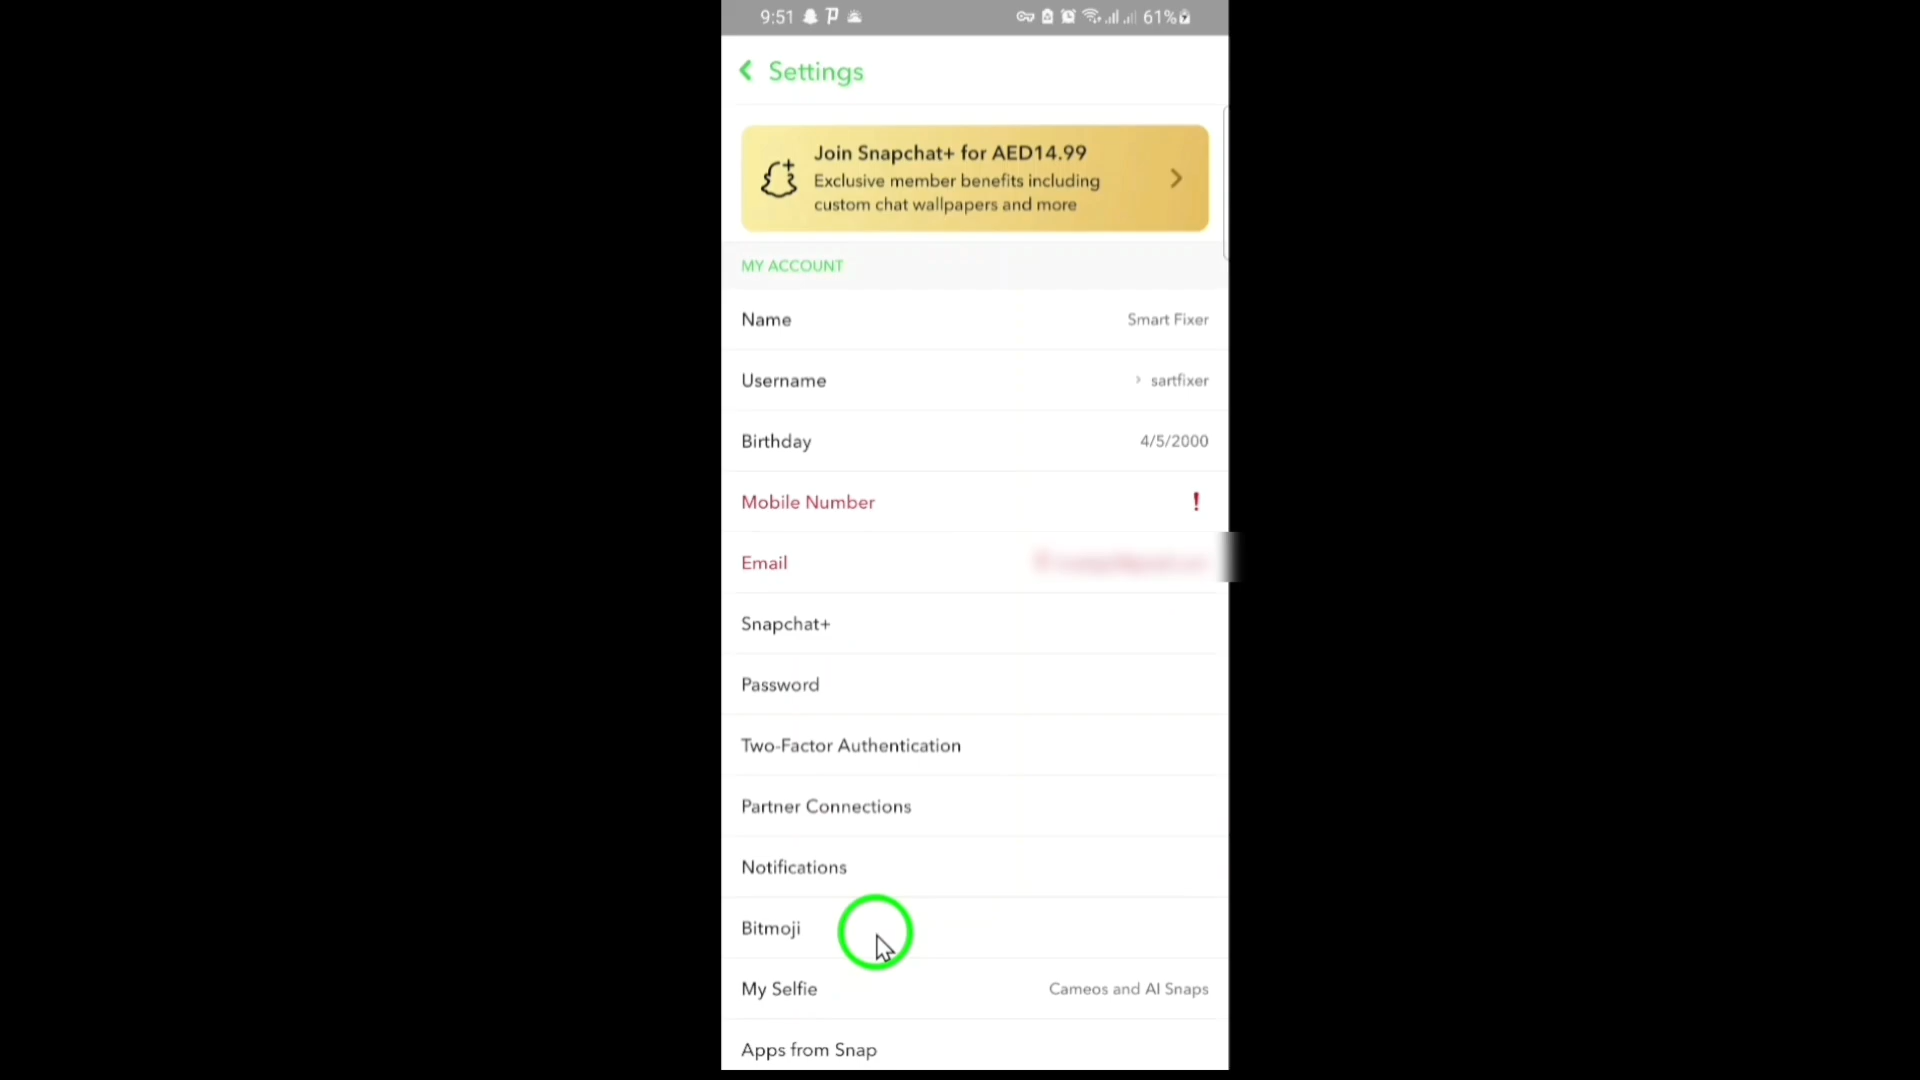 9:51 61%
Settings
Join Snapchat+ for AED14.99
Exclusive member benefits including
custom chat wallpapers and more
MY ACCOUNT
Name Smart Fixer
Username sartfixer
Birthday 4/5/2000
Mobile Number !
Email
Snapchat+
Password
Two-Factor Authentication
Partner Connections
Notifications
Bitmoji
My Selfie Cameos and AI Snaps
Apps from Snap